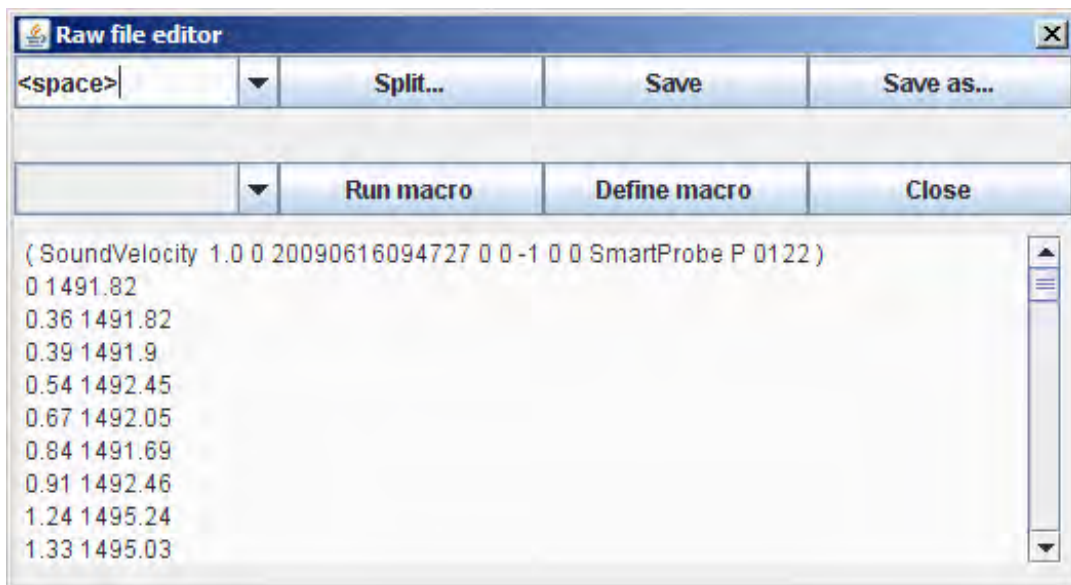 Raw file editor
<space> Split... Save Save as...
Run macro Define macro Close
( SoundVelocity 1.0 0 20090616094727 0 0 -1 0 0 SmartProbe P 0122 )
0 1491.82
0.36 1491.82
0.39 1491.9
0.54 1492.45
0.67 1492.05
0.84 1491.69
0.91 1492.46
1.24 1495.24
1.33 1495.03